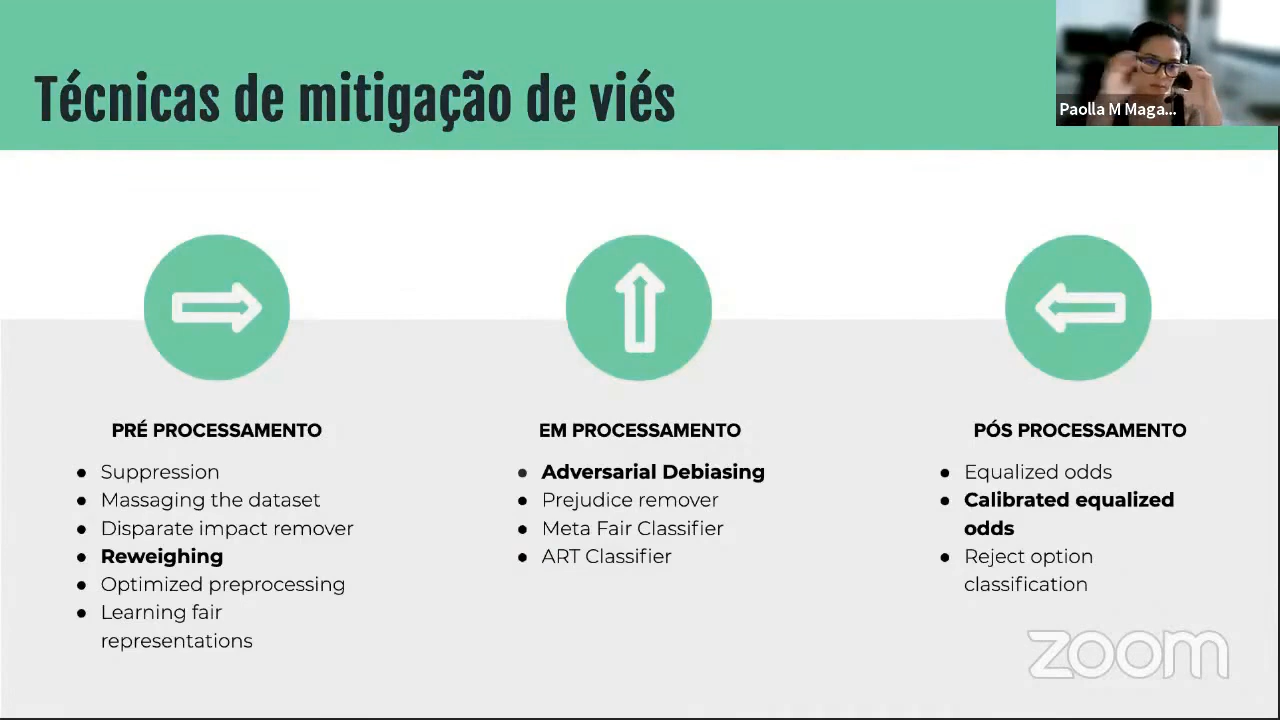 Técnicas de mitigação de viés
Paolla M Maga...
PRÉ PROCESSAMENTO
● Suppression
● Massaging the dataset
● Disparate impact remover
● Reweighing
● Optimized preprocessing
● Learning fair
representations
EM PROCESSAMENTO
● Adversarial Debiasing
● Prejudice remover
● Meta Fair Classifier
● ART Classifier
PÓS PROCESSAMENTO
● Equalized odds
● Calibrated equalized
odds
● Reject option
classification
zoom